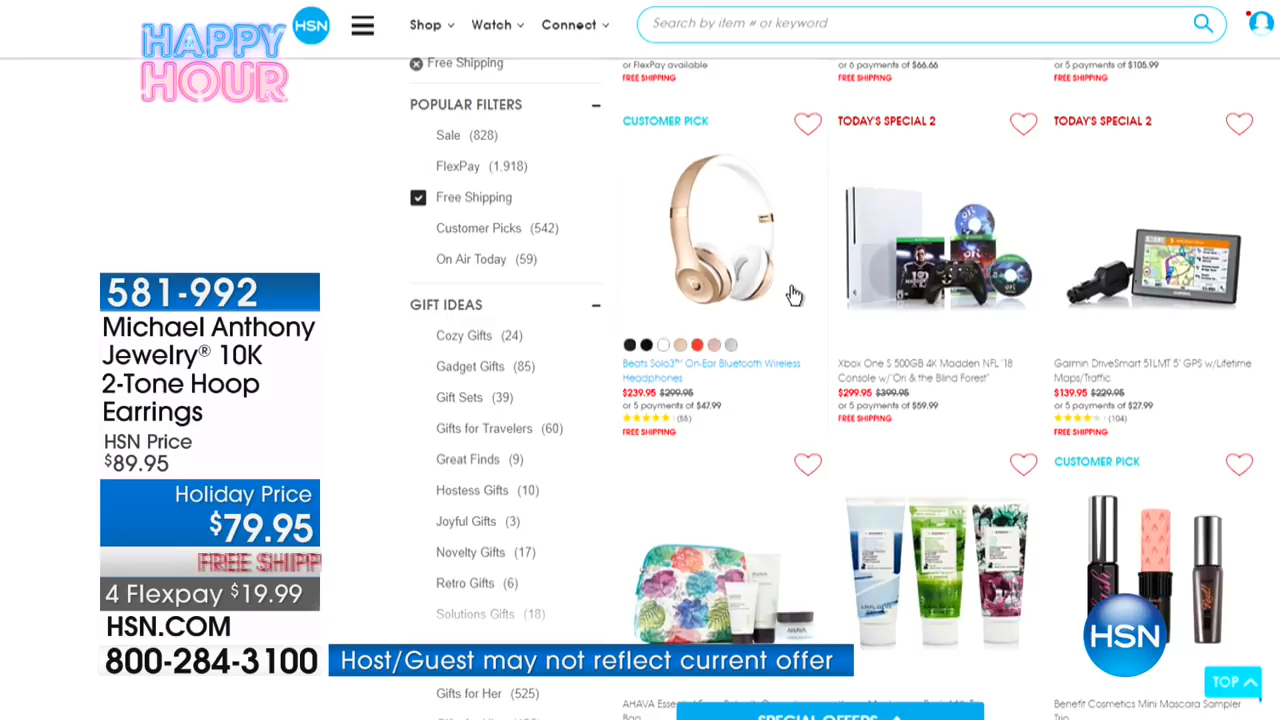 HAPPY
HOUR
HSN
Shop
Watch
Connect
Search by item # or keyword
Free Shipping
POPULAR FILTERS
Sale (828)
FlexPay (1,918)
Free Shipping
Customer Picks (542)
On Air Today (59)
GIFT IDEAS
Cozy Gifts (24)
Gadget Gifts (85)
Gift Sets (39)
Gifts for Travelers (60)
Great Finds (9)
Hostess Gifts (10)
Joyful Gifts (3)
Novelty Gifts (17)
Retro Gifts (6)
Solutions Gifts (18)
Gifts for Her (525)
or FlexPay available
FREE SHIPPING
or 6 payments of $66.66
FREE SHIPPING
or 5 payments of $105.99
FREE SHIPPING
CUSTOMER PICK
Beats Solo3™ On-Ear Bluetooth Wireless
Headphones
$239.95 $299.95
or 5 payments of $47.99
(55)
FREE SHIPPING
TODAY'S SPECIAL 2
Xbox One S 500GB 4K Madden NFL '18
Console w/"Ori & the Blind Forest"
$299.95 $399.95
or 5 payments of $59.99
FREE SHIPPING
TODAY'S SPECIAL 2
Garmin DriveSmart 51LMT 5" GPS w/Lifetime
Maps/Traffic
$139.95 $229.95
or 5 payments of $27.99
(104)
FREE SHIPPING
CUSTOMER PICK
AHAVA
AHAVA
Bag
Benefit Cosmetics Mini Mascara Sampler
Trio
SPECIAL OFFERS
TOP
HSN
581-992
Michael Anthony
Jewelry® 10K
2-Tone Hoop
Earrings
HSN Price
$89.95
Holiday Price
$79.95
FREE SHIPP
4 Flexpay $19.99
HSN.COM
800-284-3100
Host/Guest may not reflect current offer